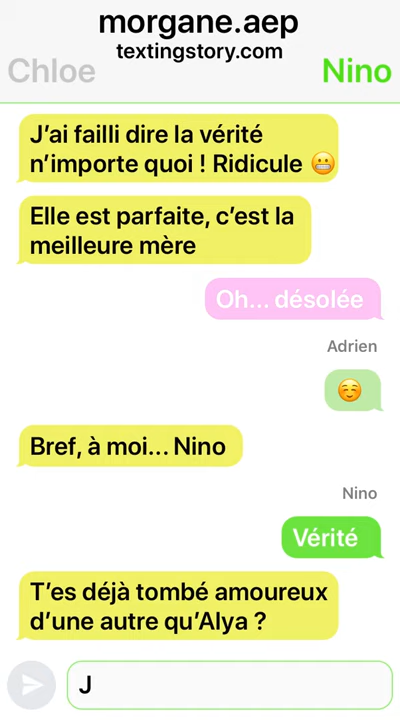 morgane.aep
textingstory.com
Chloe
Nino
J’ai failli dire la vérité
n’importe quoi ! Ridicule 😬
Elle est parfaite, c’est la
meilleure mère
Oh... désolée
Adrien
☺️
Bref, à moi... Nino
Nino
Vérité
T’es déjà tombé amoureux
d’une autre qu’Alya ?
J